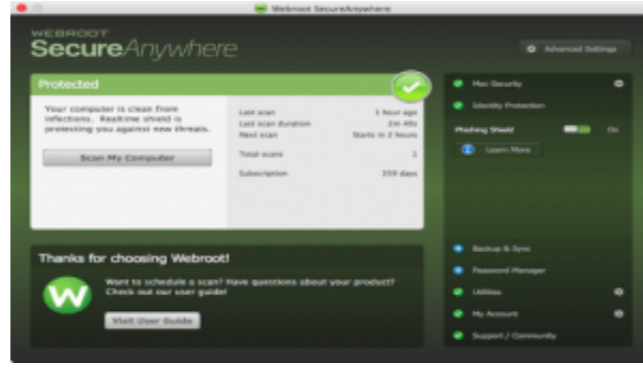 Webroot SecureAnywhere
WEBROOT
SecureAnywhere
Advanced Settings
Protected
Your computer is clean from
infections. Realtime shield is
protecting you against new threats.
Scan My Computer
Last scan 1 hour ago
Last scan duration 2m 48s
Next scan Starts in 2 hours
Total scans 1
Subscription 359 days
Mac Security
Identity Protection
Phishing Shield On
Learn More
Thanks for choosing Webroot!
Want to schedule a scan? Have questions about your product?
Check out our user guide!
Visit User Guide
Backup & Sync
Password Manager
Utilities
My Account
Support / Community